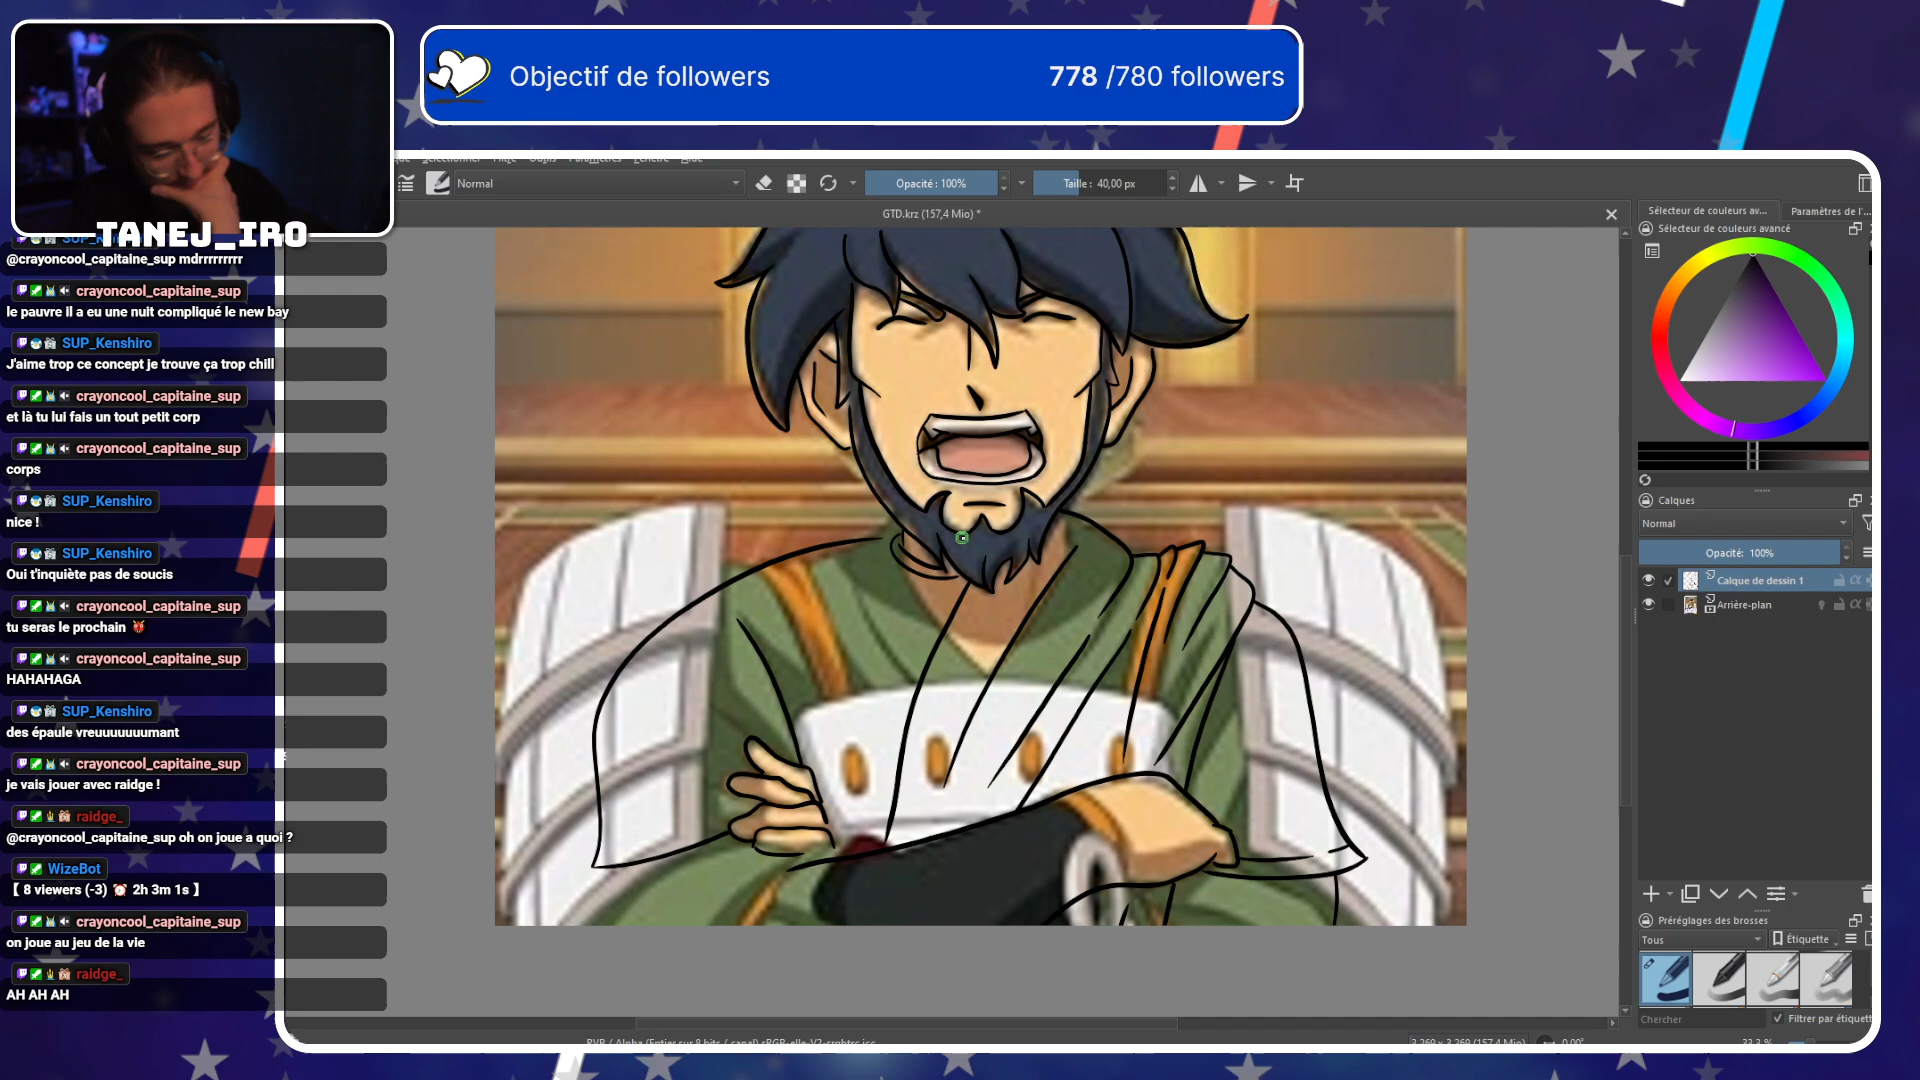 Objectif de followers
778 /780 followers
TANEJ_IRO
@crayoncool_capitaine_sup mdrrrrrrrrr
crayoncool_capitaine_sup
le pauvre il a eu une nuit compliqué le new bay
SUP_Kenshiro
J'aime trop ce concept je trouve ça trop chill
crayoncool_capitaine_sup
et là tu lui fais un tout petit corp
crayoncool_capitaine_sup
corps
SUP_Kenshiro
nice !
SUP_Kenshiro
Oui t'inquiète pas de soucis
crayoncool_capitaine_sup
tu seras le prochain
crayoncool_capitaine_sup
HAHAHAGA
SUP_Kenshiro
des épaule vreuuuuuuumant
crayoncool_capitaine_sup
je vais jouer avec raidge !
raidge_
@crayoncool_capitaine_sup oh on joue a quoi ?
WizeBot
【 8 viewers (-3) ⏰ 2h 3m 1s 】
crayoncool_capitaine_sup
on joue au jeu de la vie
raidge_
AH AH AH
Normal
Opacité : 100%
Taille : 40,00 px
GTD.krz (157,4 Mio) *
Sélecteur de couleurs av...
Paramètres de l'...
Sélecteur de couleurs avancé
Calques
Normal
Opacité: 100%
Calque de dessin 1
Arrière-plan
Préréglages des brosses
Tous
Étiquette
Chercher
Filtrer par étiquett